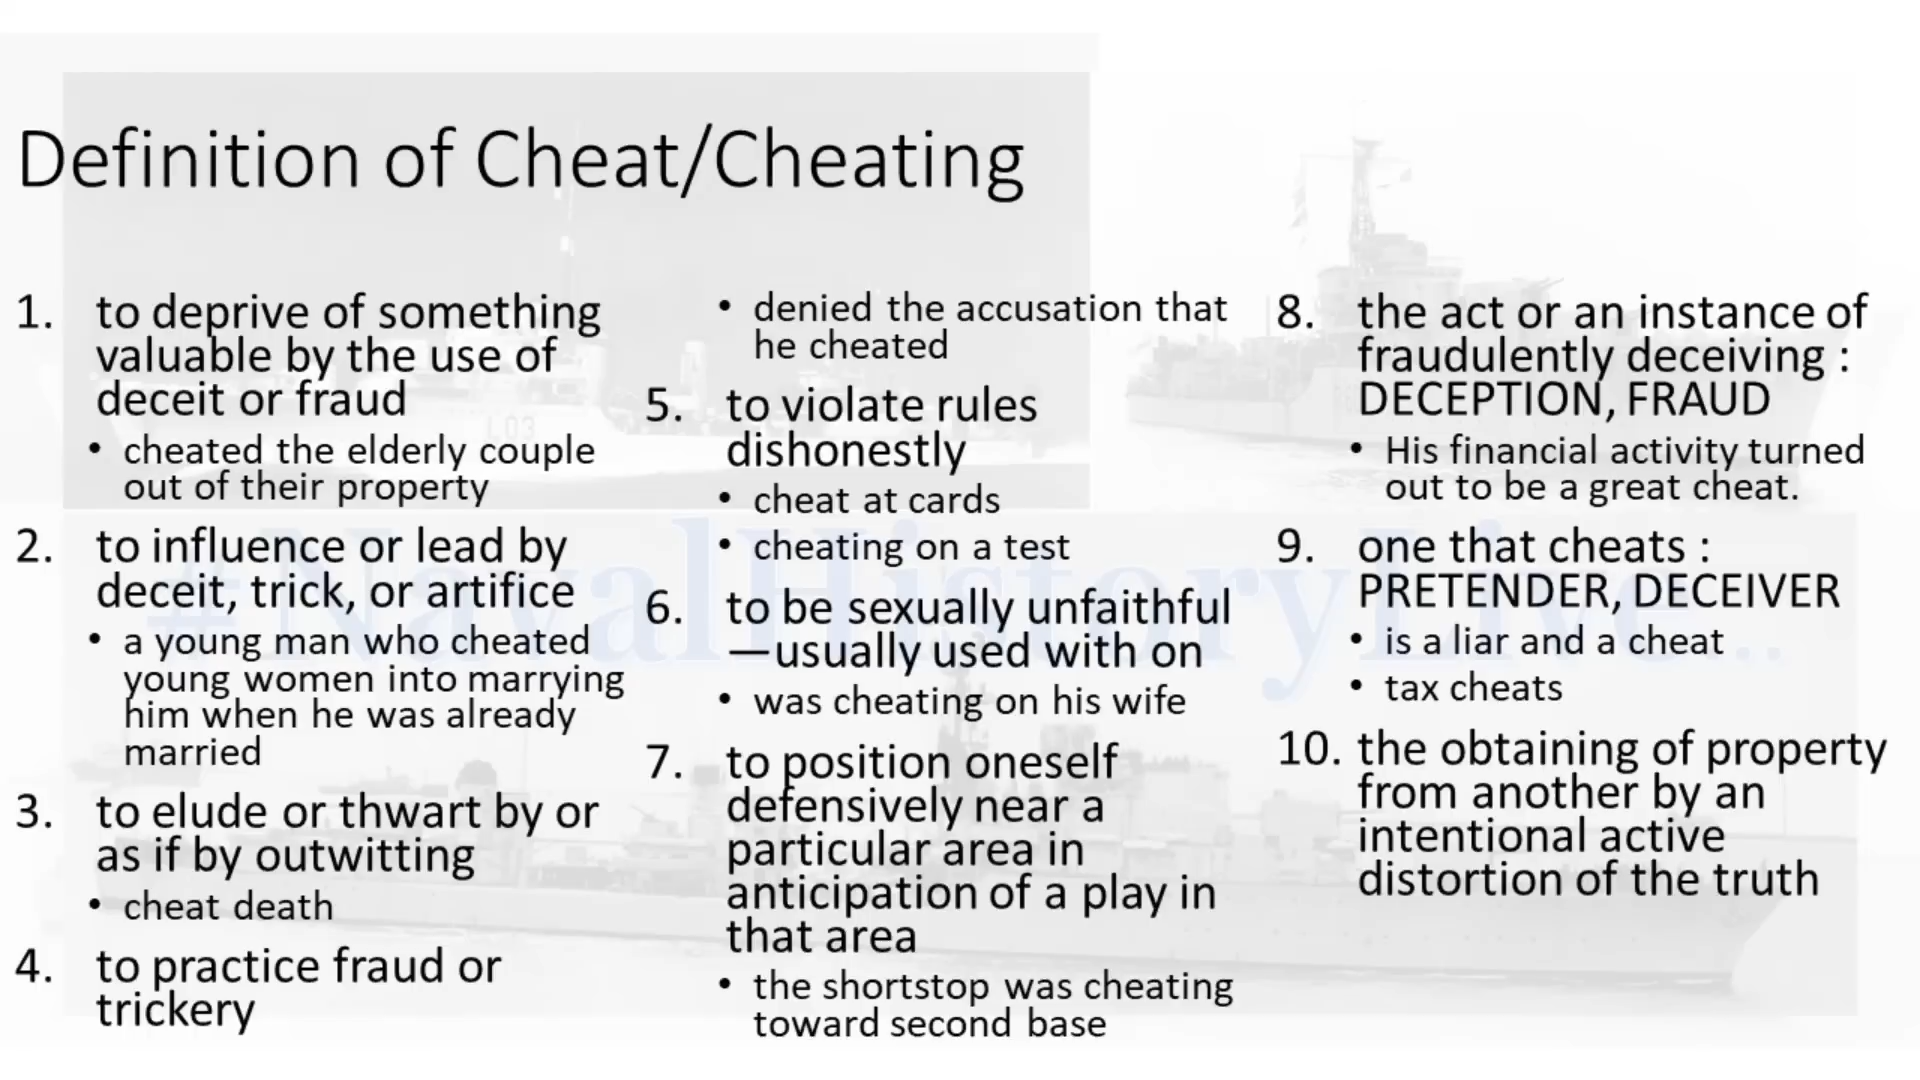 Definition of Cheat/Cheating
1. to deprive of something
valuable by the use of
deceit or fraud
• cheated the elderly couple
out of their property
2. to influence or lead by
deceit, trick, or artifice
• a young man who cheated
young women into marrying
him when he was already
married
3. to elude or thwart by or
as if by outwitting
• cheat death
4. to practice fraud or
trickery
• denied the accusation that
he cheated
5. to violate rules
dishonestly
• cheat at cards
• cheating on a test
6. to be sexually unfaithful
—usually used with on
• was cheating on his wife
7. to position oneself
defensively near a
particular area in
anticipation of a play in
that area
• the shortstop was cheating
toward second base
8. the act or an instance of
fraudulently deceiving :
DECEPTION, FRAUD
• His financial activity turned
out to be a great cheat.
9. one that cheats :
PRETENDER, DECEIVER
• is a liar and a cheat
• tax cheats
10. the obtaining of property
from another by an
intentional active
distortion of the truth
#NavalHistoryLive...
L03